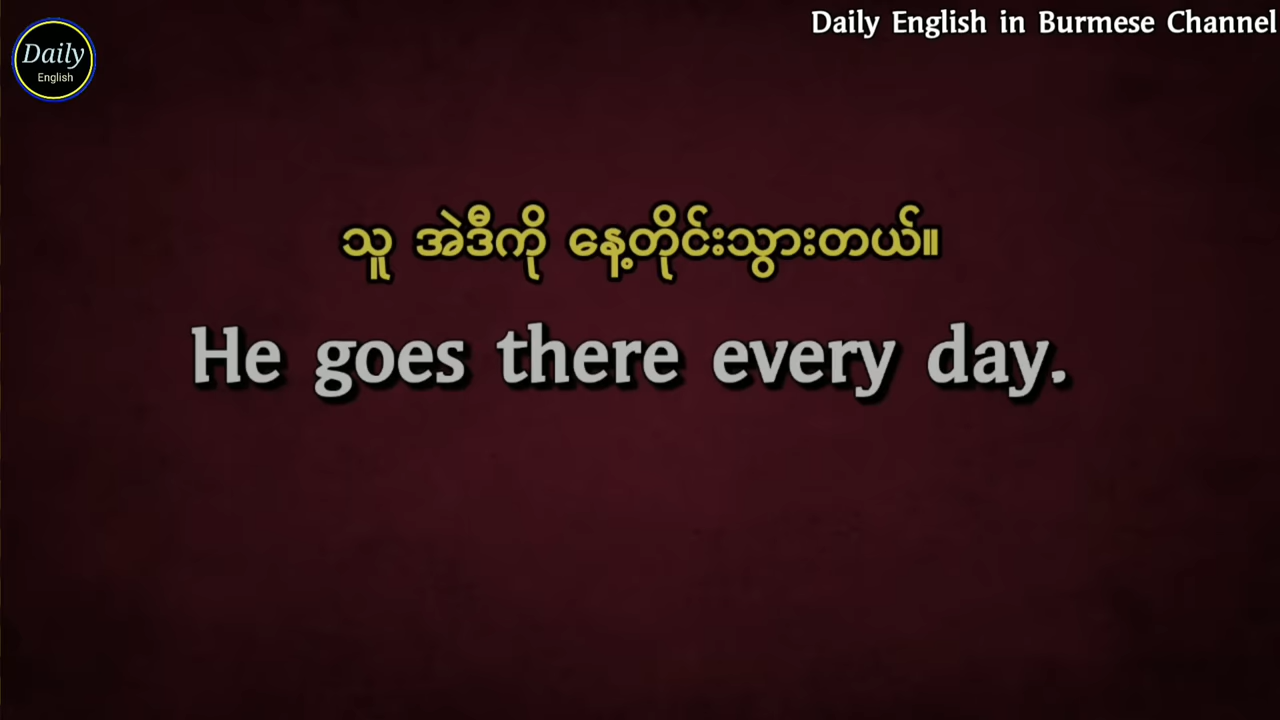 Daily English in Burmese Channel
Daily
English
သူ အဲဒီကို နေ့တိုင်းသွားတယ်။
He goes there every day.